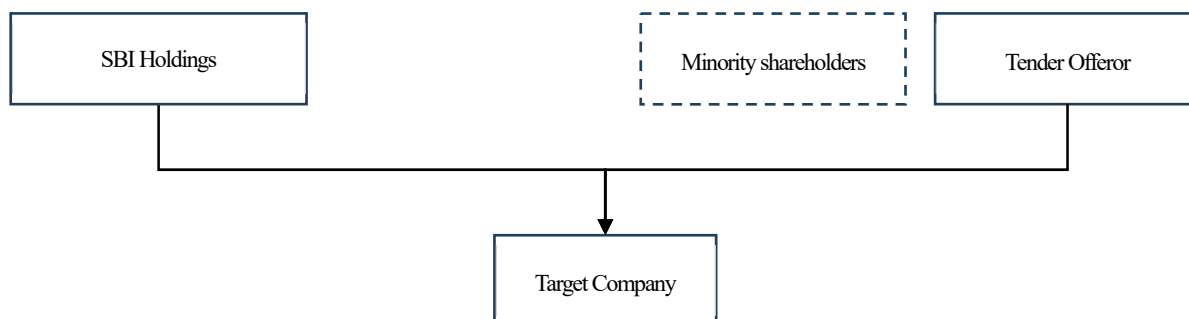 SBI Holdings
Minority shareholders
Tender Offeror
Target Company